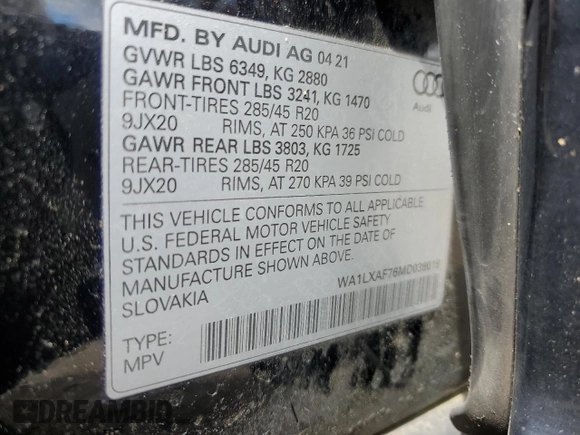 MFD. BY AUDI AG 04 21
GVWR LBS 6349, KG 2880
GAWR FRONT LBS 3241, KG 1470
FRONT-TIRES 285/45 R20
9JX20 RIMS, AT 250 KPA 36 PSI COLD
GAWR REAR LBS 3803, KG 1725
REAR-TIRES 285/45 R20
9JX20 RIMS, AT 270 KPA 39 PSI COLD
Audi
THIS VEHICLE CONFORMS TO ALL APPLICABLE
U.S. FEDERAL MOTOR VEHICLE SAFETY
STANDARDS IN EFFECT ON THE DATE OF
MANUFACTURE SHOWN ABOVE.
SLOVAKIA
TYPE:
MPV
DREAMBID